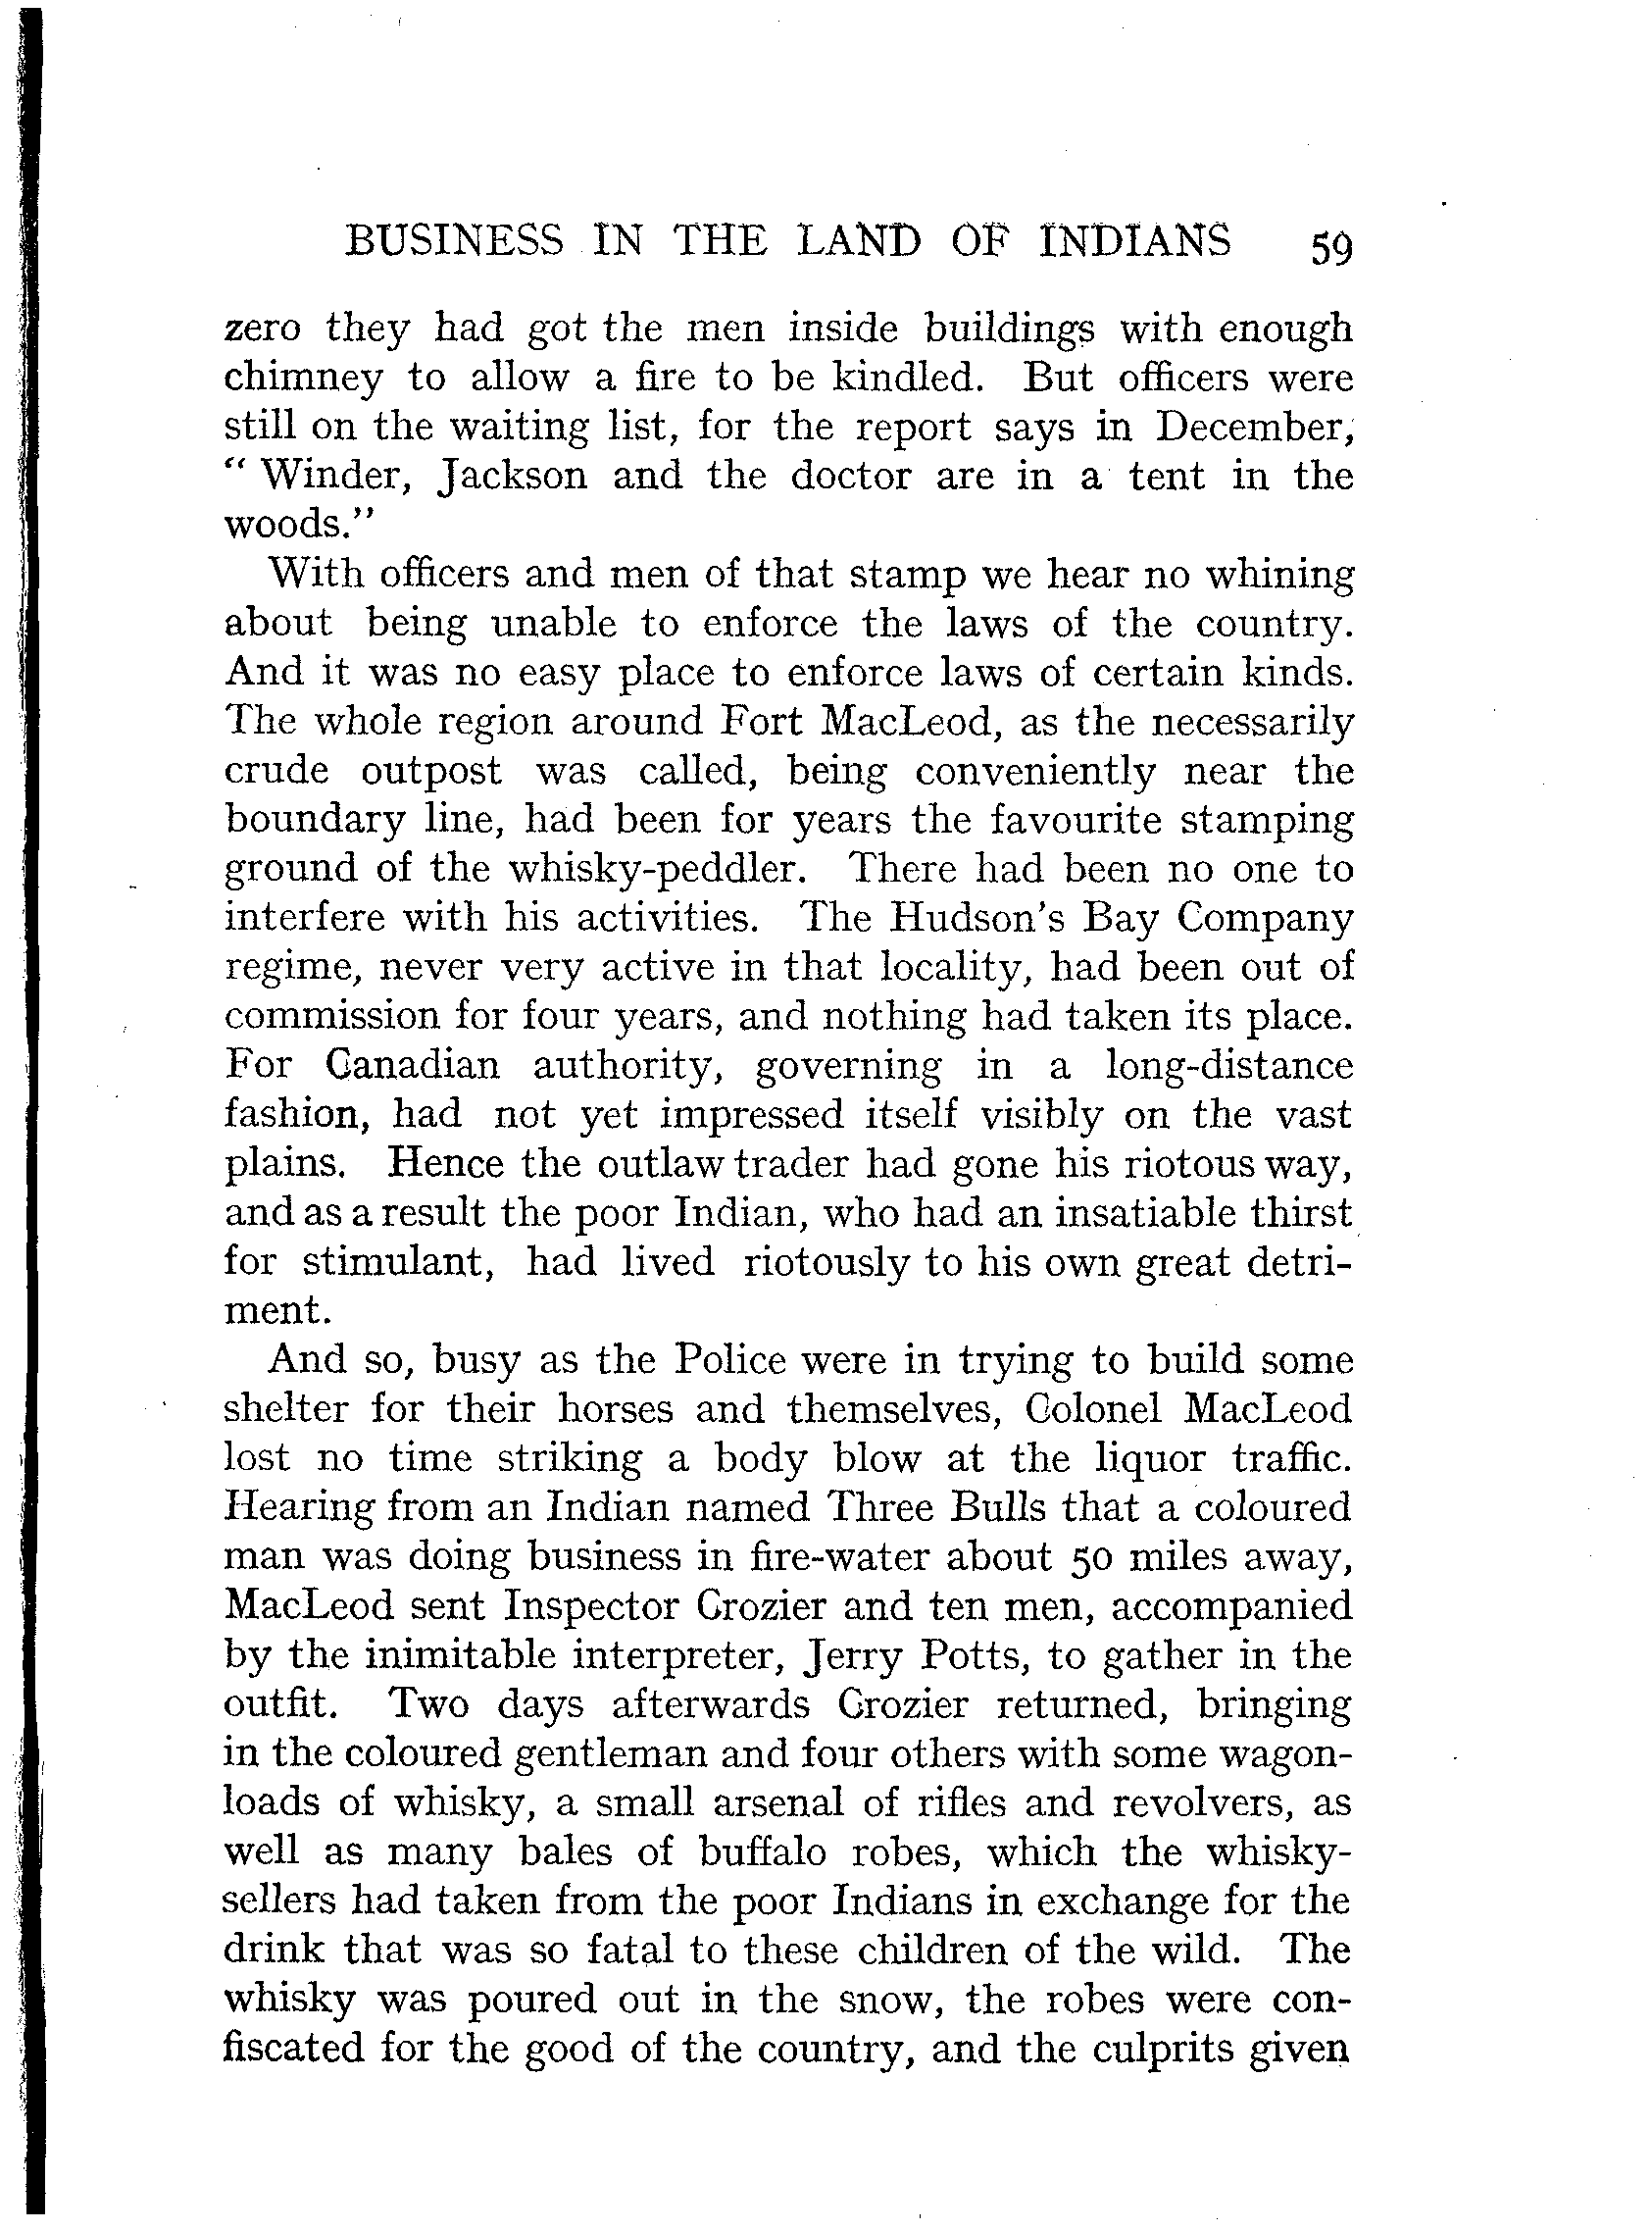 BUSINESS IN THE LAND OF INDIANS 59
zero they had got the men inside buildings with enough
chimney to allow a fire to be kindled. But officers were
still on the waiting list, for the report says in December,
“ Winder, Jackson and the doctor are in a tent in the
woods.”
With officers and men of that stamp we hear no whining
about being unable to enforce the laws of the country.
And it was no easy place to enforce laws of certain kinds.
The whole region around Fort MacLeod, as the necessarily
crude outpost was called, being conveniently near the
boundary line, had been for years the favourite stamping
ground of the whisky-peddler. There had been no one to
interfere with his activities. The Hudson's Bay Company
regime, never very active in that locality, had been out of
commission for four years, and nothing had taken its place.
For Canadian authority, governing in a long-distance
fashion, had not yet impressed itself visibly on the vast
plains. Hence the outlaw trader had gone his riotous way,
and as a result the poor Indian, who had an insatiable thirst
for stimulant, had lived riotously to his own great detri-
ment.
And so, busy as the Police were in trying to build some
shelter for their horses and themselves, Colonel MacLeod
lost no time striking a body blow at the liquor traffic.
Hearing from an Indian named Three Bulls that a coloured
man was doing business in fire-water about 50 miles away,
MacLeod sent Inspector Crozier and ten men, accompanied
by the inimitable interpreter, Jerry Potts, to gather in the
outfit. Two days afterwards Crozier returned, bringing
in the coloured gentleman and four others with some wagon-
loads of whisky, a small arsenal of rifles and revolvers, as
well as many bales of buffalo robes, which the whisky-
sellers had taken from the poor Indians in exchange for the
drink that was so fatal to these children of the wild. The
whisky was poured out in the snow, the robes were con-
fiscated for the good of the country, and the culprits given